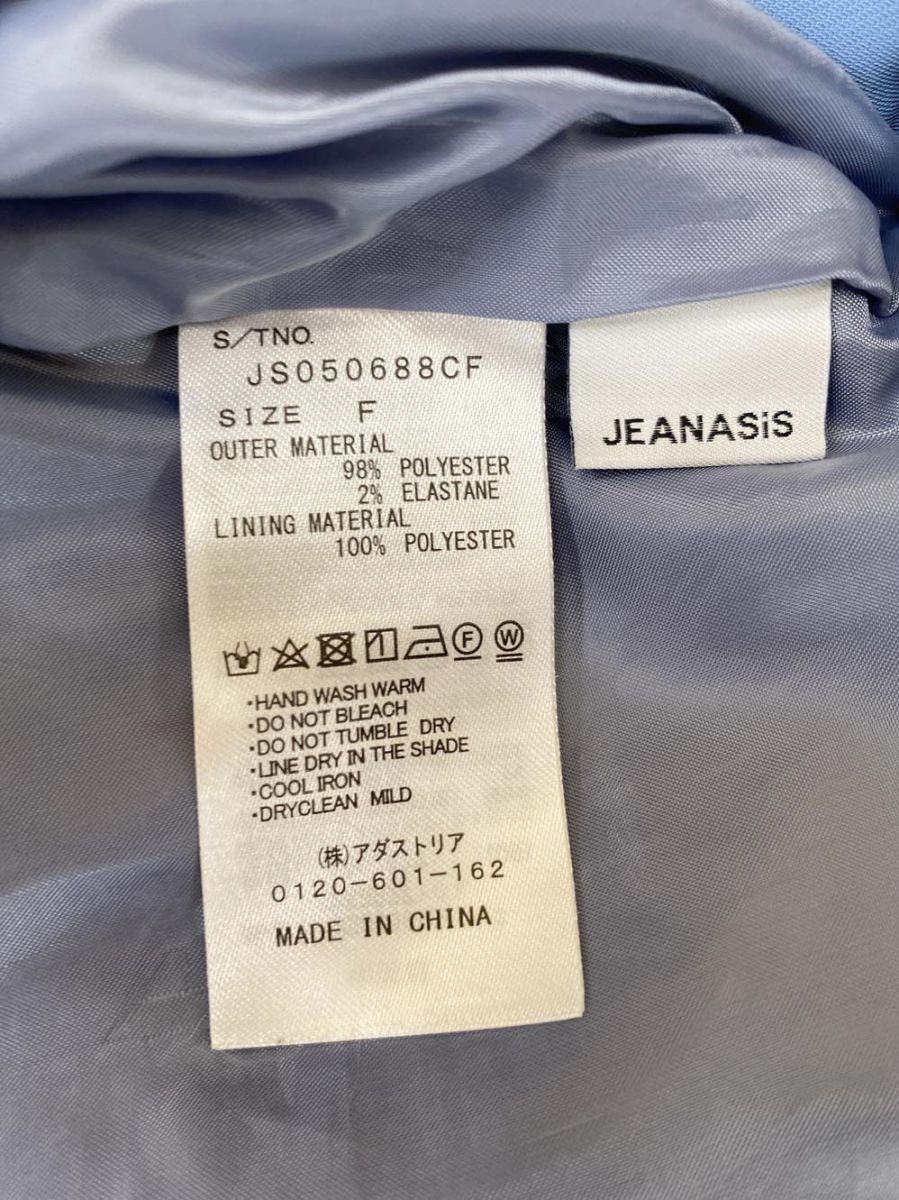 S/TNO.
JS050688CF
SIZE F
OUTER MATERIAL
98% POLYESTER
2% ELASTANE
LINING MATERIAL
100% POLYESTER
F W
・HAND WASH WARM
・DO NOT BLEACH
・DO NOT TUMBLE DRY
・LINE DRY IN THE SHADE
・COOL IRON
・DRYCLEAN MILD
(株)アダストリア
0120-601-162
MADE IN CHINA
JEANASiS